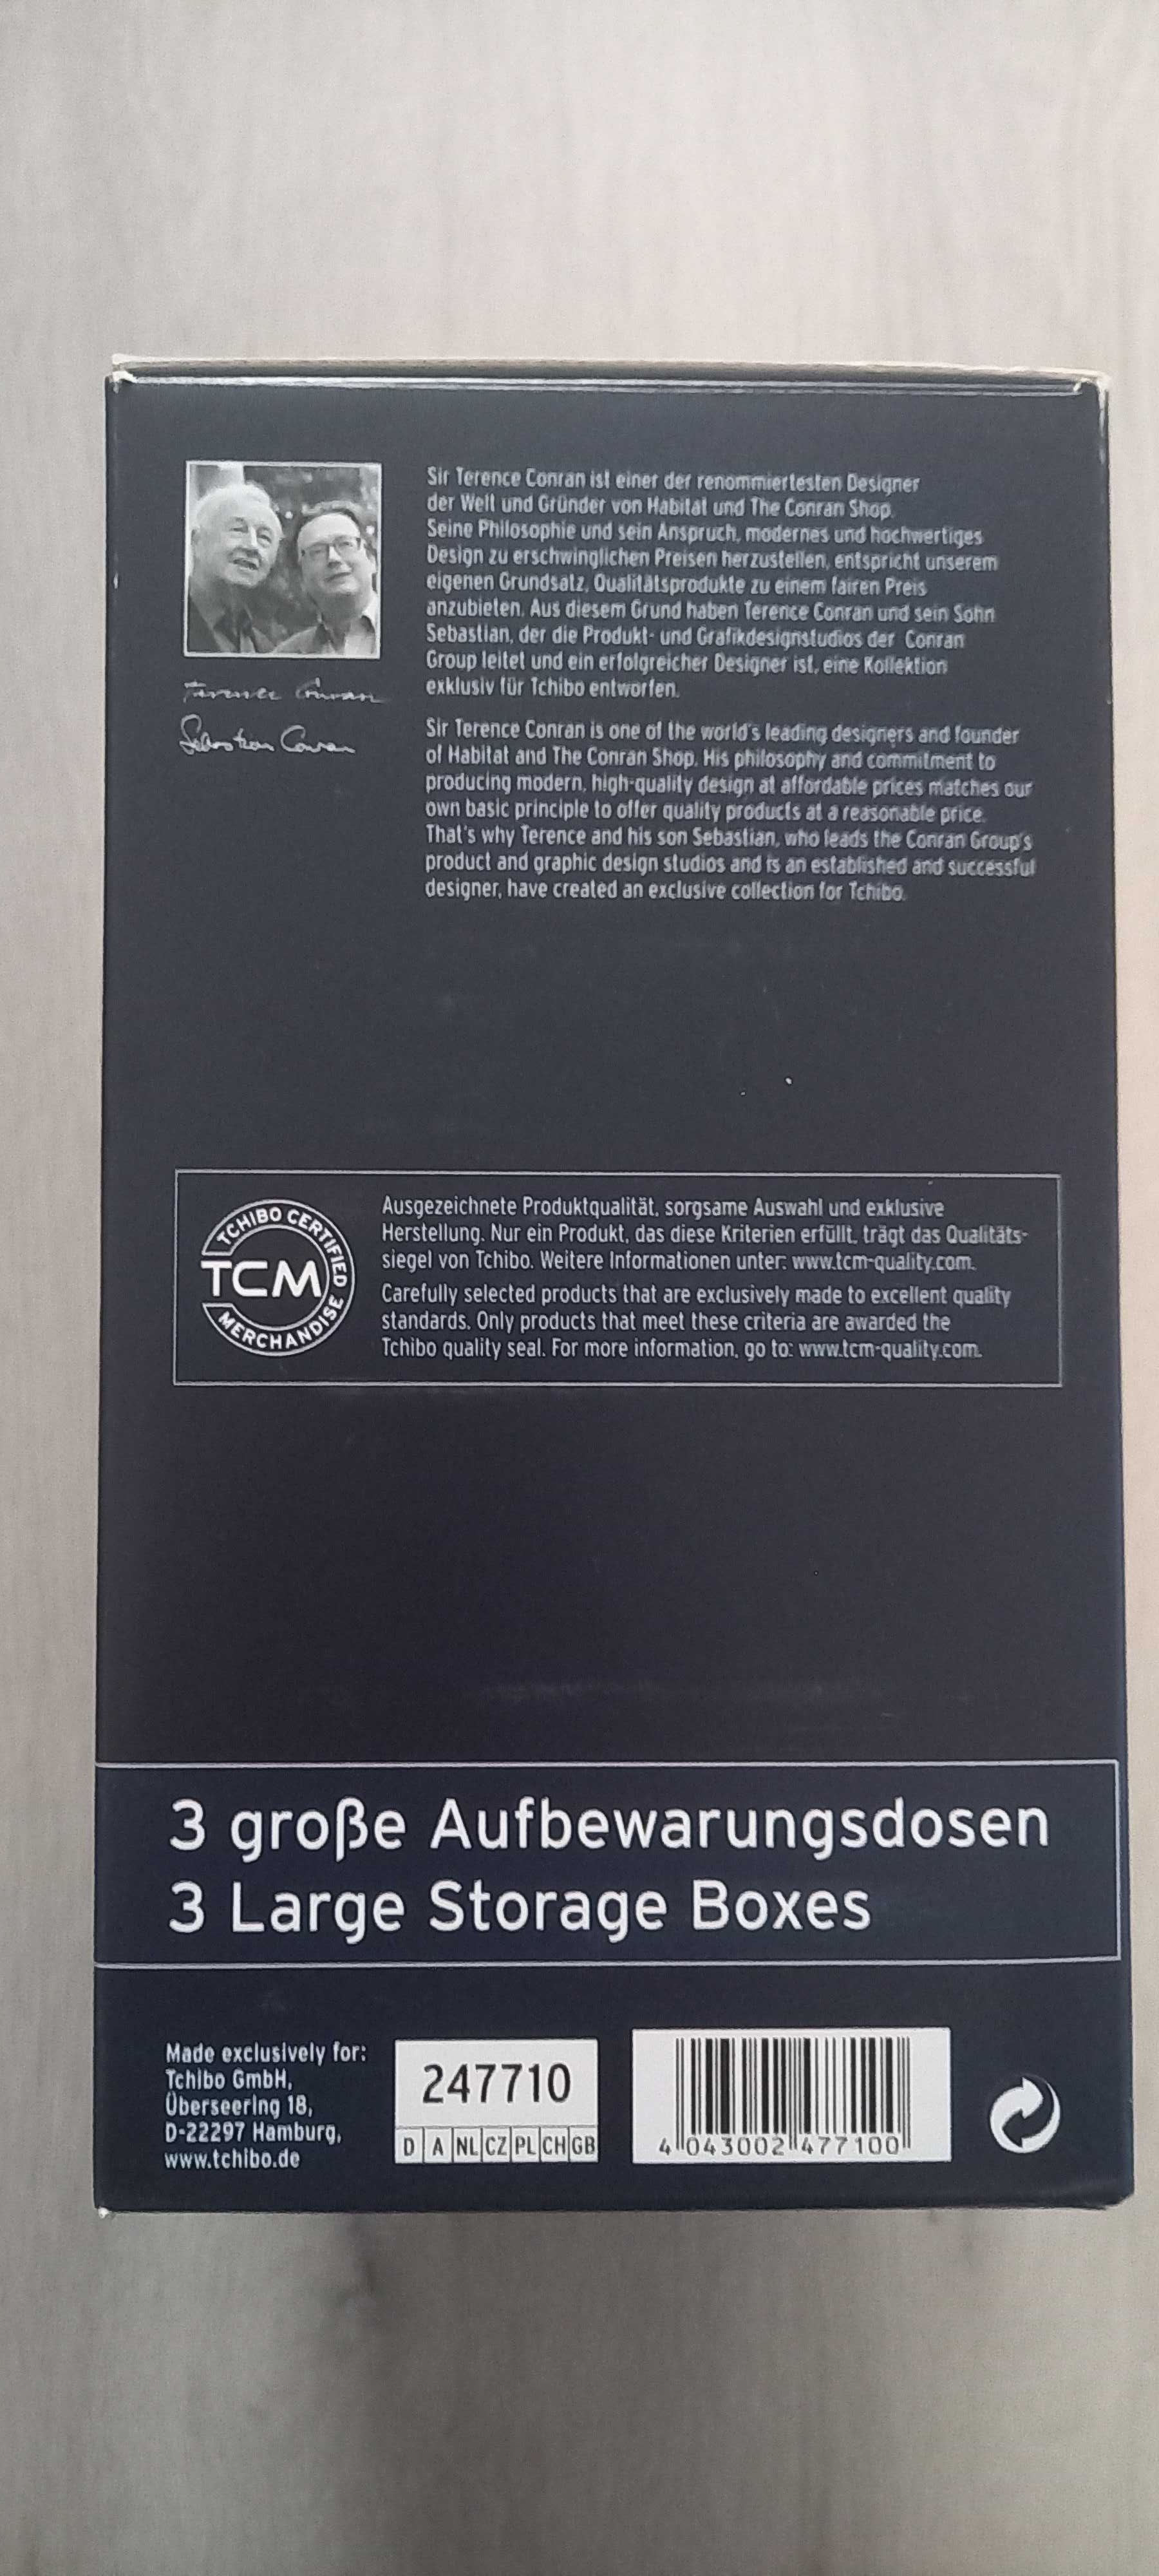 Sir Terence Conran ist einer der renommiertesten Designer
der Welt und Gründer von Habitat und The Conran Shop.
Seine Philosophie und sein Anspruch, modernes und hochwertiges
Design zu erschwinglichen Preisen herzustellen, entspricht unserem
eigenen Grundsatz, Qualitätsprodukte zu einem fairen Preis
anzubieten. Aus diesem Grund haben Terence Conran und sein Sohn
Sebastian, der die Produkt- und Grafikdesignstudios der Conran
Group leitet und ein erfolgreicher Designer ist, eine Kollektion
exklusiv für Tchibo entworfen.
Terence Conran
Sebastian Conran
Sir Terence Conran is one of the world's leading designers and founder
of Habitat and The Conran Shop. His philosophy and commitment to
producing modern, high-quality design at affordable prices matches our
own basic principle to offer quality products at a reasonable price.
That's why Terence and his son Sebastian, who leads the Conran Group's
product and graphic design studios and is an established and successful
designer, have created an exclusive collection for Tchibo.
TCHIBO CERTIFIED
TCM
MERCHANDISE
Ausgezeichnete Produktqualität, sorgsame Auswahl und exklusive
Herstellung. Nur ein Produkt, das diese Kriterien erfüllt, trägt das Qualitäts-
siegel von Tchibo. Weitere Informationen unter: www.tcm-quality.com.
Carefully selected products that are exclusively made to excellent quality
standards. Only products that meet these criteria are awarded the
Tchibo quality seal. For more information, go to: www.tcm-quality.com.
3 große Aufbewarungsdosen
3 Large Storage Boxes
Made exclusively for:
Tchibo GmbH,
Überseering 18,
D-22297 Hamburg,
www.tchibo.de
247710
D A NL CZ PL CH GB
4 043002 477100